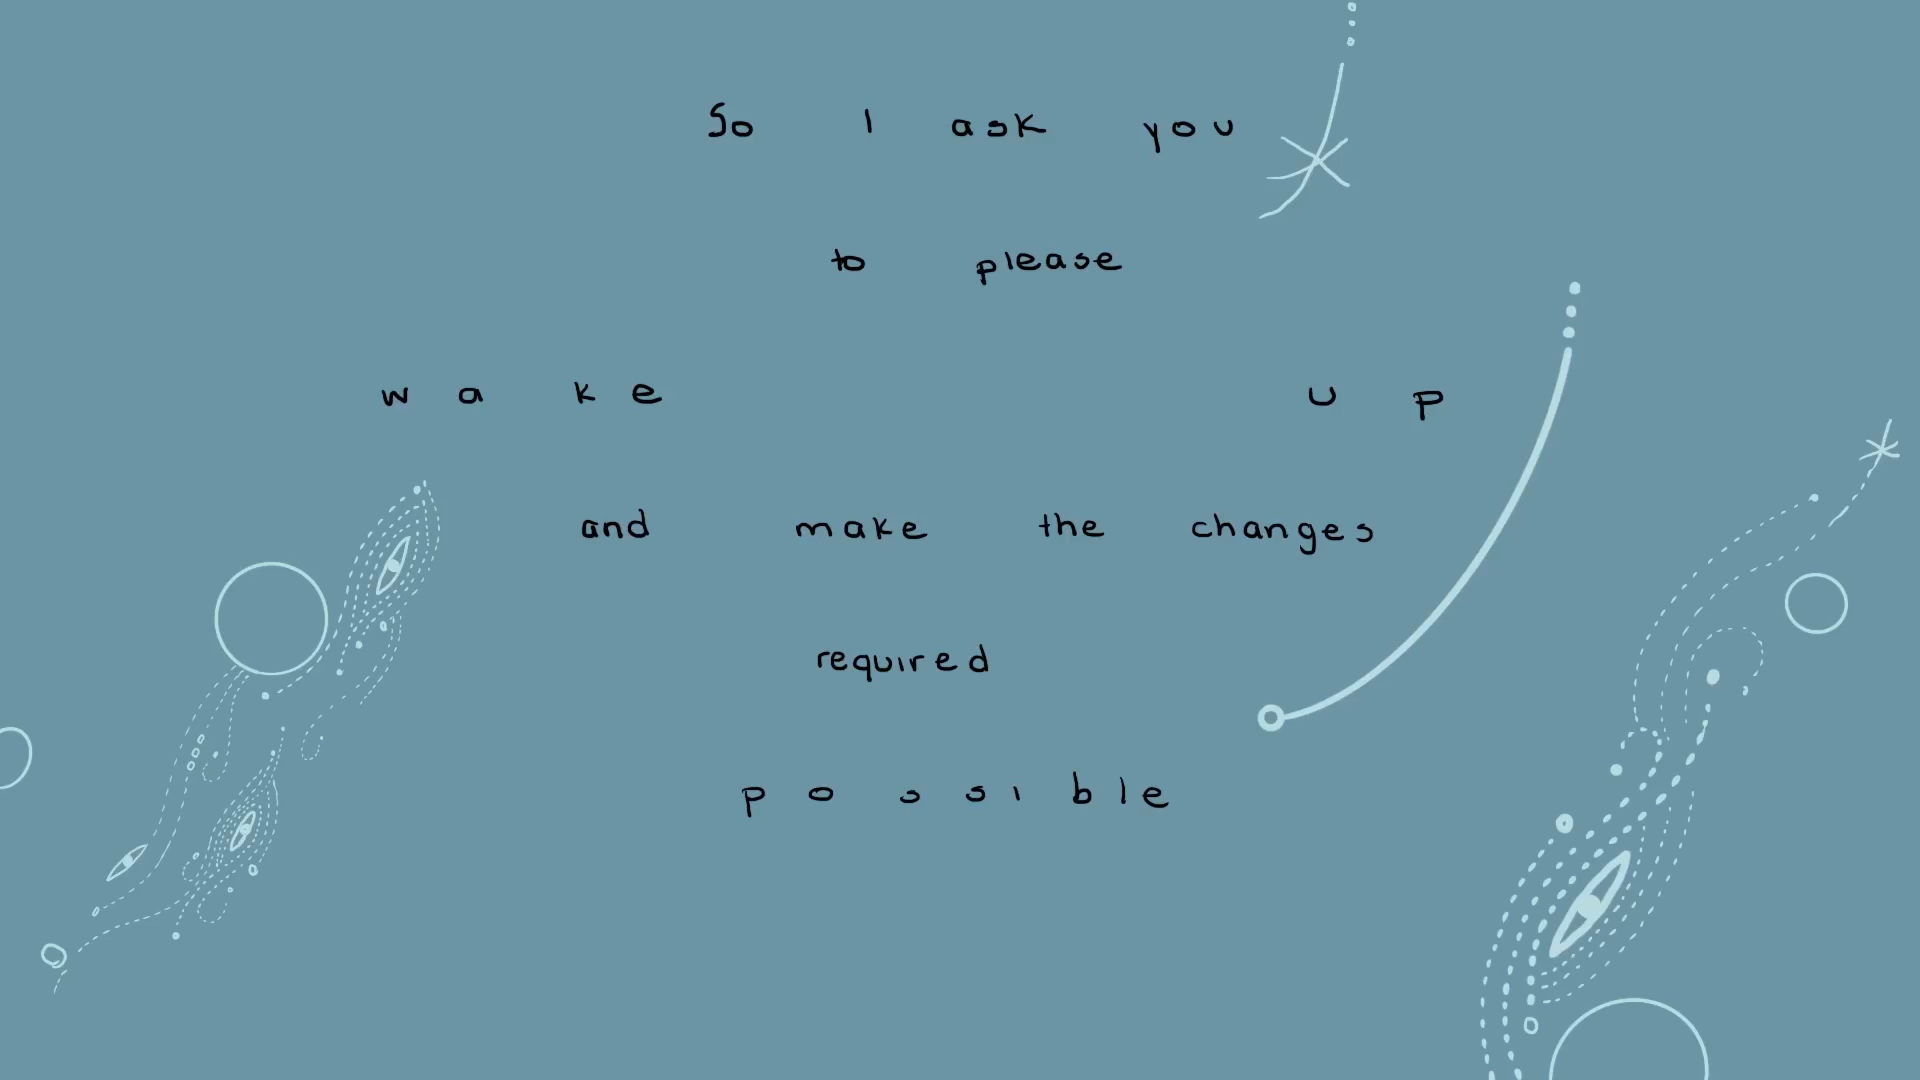 So I ask you
to please
wake up
and make the changes
required
possible